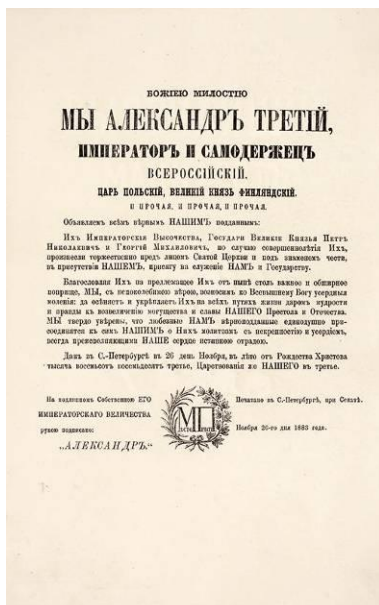 БОЖІЕЮ МИЛОСТІЮ
МЫ АЛЕКСАНДРЪ ТРЕТІЙ,
ИМПЕРАТОРЪ И САМОДЕРЖЕЦЪ
ВСЕРОССІЙСКІЙ.
ЦАРЬ ПОЛЬСКІЙ, ВЕЛИКІЙ КНЯЗЬ ФИНЛЯНДСКІЙ.
И ПРОЧАЯ, И ПРОЧАЯ, И ПРОЧАЯ.
Объявляемъ всѣмъ вѣрнымъ НАШИМЪ подданнымъ:
Ихъ Императорскія Высочества, Государи Великіе Князья Петръ
Николаевичъ и Георгій Михаиловичъ, по случаю совершеннолѣтія Ихъ,
произнесли торжественно предъ лицемъ Святой Церкви и подъ знаменемъ чести,
въ присутствіи НАШЕМЪ, присягу на служеніе НАМЪ и Государству.
Благословляя Ихъ на предлежащее Имъ отъ нынѣ столь важное и обширное
поприще, МЫ, съ непоколебимою вѣрою, возносимъ ко Всевышнему Богу усердныя
моленія: да осѣняетъ и укрѣпляетъ Ихъ на всѣхъ путяхъ жизни даромъ мудрости
и правды къ возвеличенію могущества и славы НАШЕГО Престола и Отечества.
МЫ твердо увѣрены, что любезные НАМЪ вѣрноподданные единодушно присоединятъ
къ симъ НАШИМЪ о Нихъ молитвамъ съ искренностію и усердіемъ,
всегда преисполняющимъ НАШЕ сердце истинною отрадою.
Данъ въ С.-Петербургѣ въ 26 день Ноября, въ лѣто отъ Рождества Христова
тысяча восемьсотъ восемьдесятъ третье, Царствованія же НАШЕГО въ третье.
На подлинномъ Собственною ЕГО
ИМПЕРАТОРСКАГО ВЕЛИЧЕСТВА
рукою подписано:
„АЛЕКСАНДРЪ."
МП
Печатано въ С.-Петербургѣ, при Сенатѣ.
Ноября 26-го дня 1883 года.